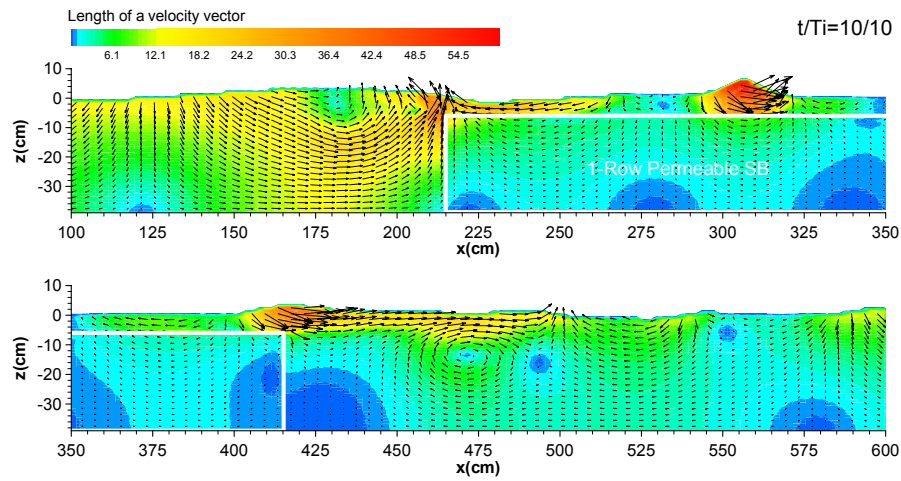 Length of a velocity vector
t/Ti=10/10
6.1 12.1 18.2 24.2 30.3 36.4 42.4 48.5 54.5
10
0
-10
-20
-30
z(cm)
1-Row Permeable SB
100 125 150 175 200 225 250 275 300 325 350
x(cm)
10
0
-10
-20
-30
z(cm)
350 375 400 425 450 475 500 525 550 575 600
x(cm)